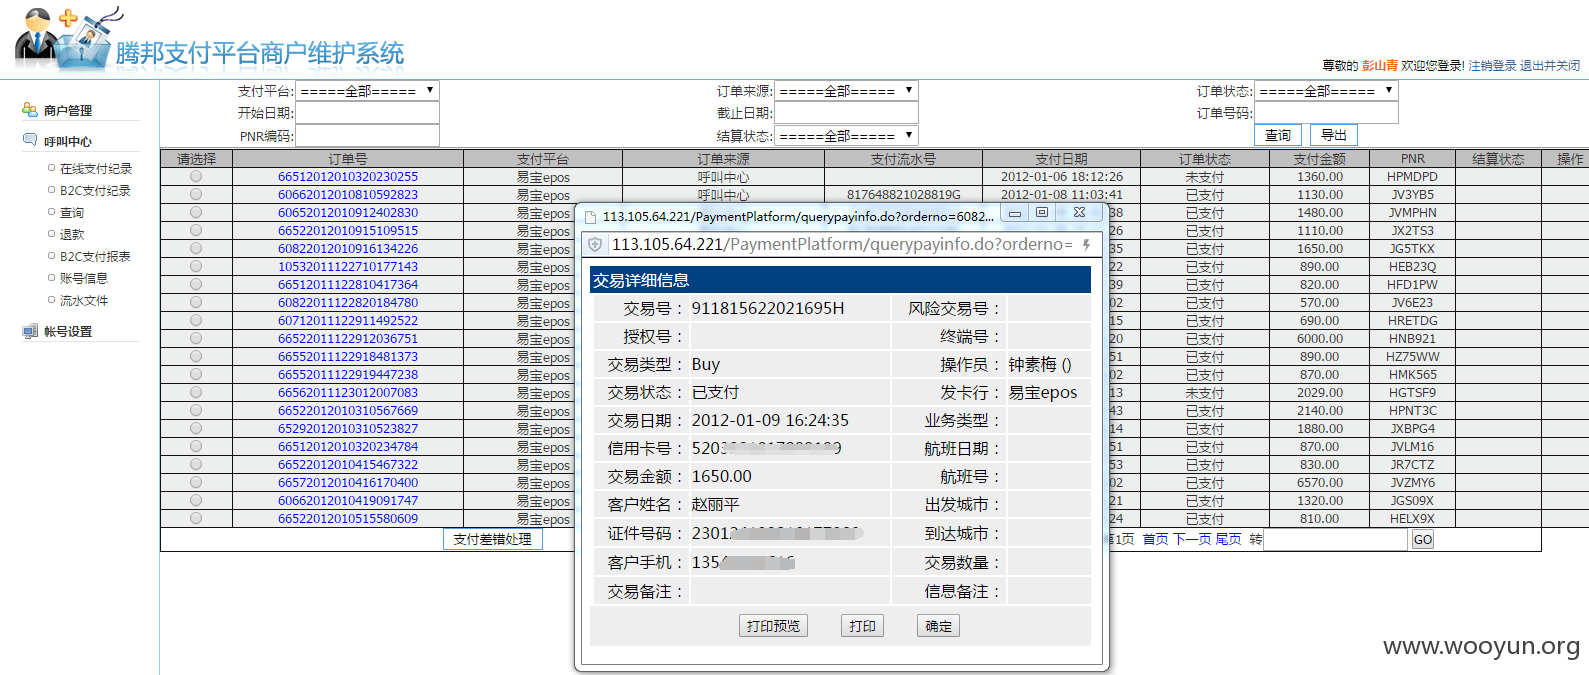 腾邦支付平台商户维护系统
尊敬的 彭山青 欢迎您登录! 注销登录 退出并关闭
商户管理
呼叫中心
在线支付纪录
B2C支付纪录
查询
退款
B2C支付报表
账号信息
流水文件
帐号设置
支付平台: =====全部===== 订单来源: =====全部===== 订单状态: =====全部=====
开始日期: 截止日期: 订单号码:
PNR编码: 结算状态: =====全部===== 查询 导出
请选择 订单号 支付平台 订单来源 支付流水号 支付日期 订单状态 支付金额 PNR 结算状态 操作
66512012010320230255 易宝epos 呼叫中心 2012-01-06 18:12:26 未支付 1360.00 HPMDPD
60662012010810592823 易宝epos 呼叫中心 817648821028819G 2012-01-08 11:03:41 已支付 1130.00 JV3YB5
60652012010912402830 易宝epos 38 已支付 1480.00 JVMPHN
66522012010915109515 易宝epos 26 已支付 1110.00 JX2TS3
60822012010916134226 易宝epos 35 已支付 1650.00 JG5TKX
10532011122710177143 易宝epos 22 已支付 890.00 HEB23Q
66512011122810417364 易宝epos 39 已支付 820.00 HFD1PW
60822011122820184780 易宝epos 02 已支付 570.00 JV6E23
60712011122911492522 易宝epos 15 已支付 690.00 HRETDG
66522011122912036751 易宝epos 20 已支付 6000.00 HNB921
66552011122918481373 易宝epos 51 已支付 890.00 HZ75WW
66552011122919447238 易宝epos 02 已支付 870.00 HMK565
66562011123012007083 易宝epos 13 未支付 2029.00 HGTSF9
66522012010310567669 易宝epos 43 已支付 2140.00 HPNT3C
65292012010310523827 易宝epos 14 已支付 1880.00 JXBPG4
66512012010320234784 易宝epos 51 已支付 870.00 JVLM16
66522012010415467322 易宝epos 53 已支付 830.00 JR7CTZ
66572012010416170400 易宝epos 02 已支付 6570.00 JVZMY6
60662012010419091747 易宝epos 21 已支付 1320.00 JGS09X
66522012010515580609 易宝epos 24 已支付 810.00 HELX9X
支付差错处理 第1页 首页 下一页 尾页 转 GO
113.105.64.221/PaymentPlatform/querypayinfo.do?orderno=6082...
113.105.64.221/PaymentPlatform/querypayinfo.do?orderno=
交易详细信息
交易号: 911815622021695H 风险交易号:
授权号: 终端号:
交易类型: Buy 操作员: 钟素梅 ()
交易状态: 已支付 发卡行: 易宝epos
交易日期: 2012-01-09 16:24:35 业务类型:
信用卡号: 520 9 航班日期:
交易金额: 1650.00 航班号:
客户姓名: 赵丽平 出发城市:
证件号码: 2301 到达城市:
客户手机: 135 交易数量:
交易备注: 信息备注:
打印预览 打印 确定
www.wooyun.org